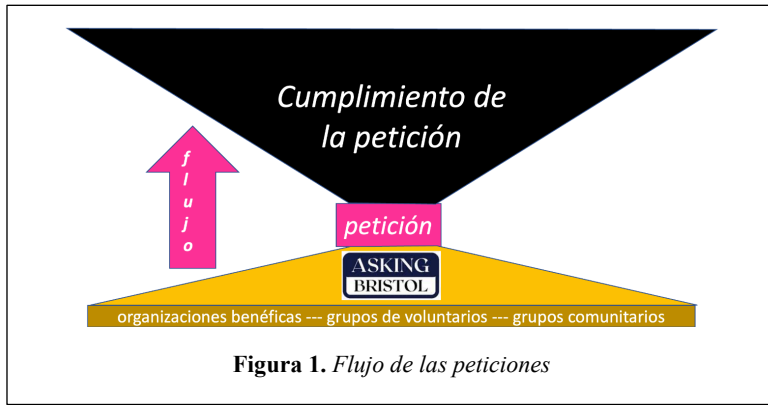 Cumplimiento de
la petición
flujo
petición
ASKING
BRISTOL
organizaciones benéficas --- grupos de voluntarios --- grupos comunitarios
Figura 1. Flujo de las peticiones